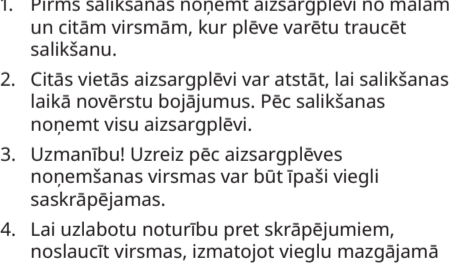 1. Pirms salikšanas noņemt aizsargplēvi no malām
un citām virsmām, kur plēve varētu traucēt
salikšanu.
2. Citās vietās aizsargplēvi var atstāt, lai salikšanas
laikā novērstu bojājumus. Pēc salikšanas
noņemt visu aizsargplēvi.
3. Uzmanību! Uzreiz pēc aizsargplēves
noņemšanas virsmas var būt īpaši viegli
saskrāpējamas.
4. Lai uzlabotu noturību pret skrāpējumiem,
noslaucīt virsmas, izmatojot vieglu mazgājamā